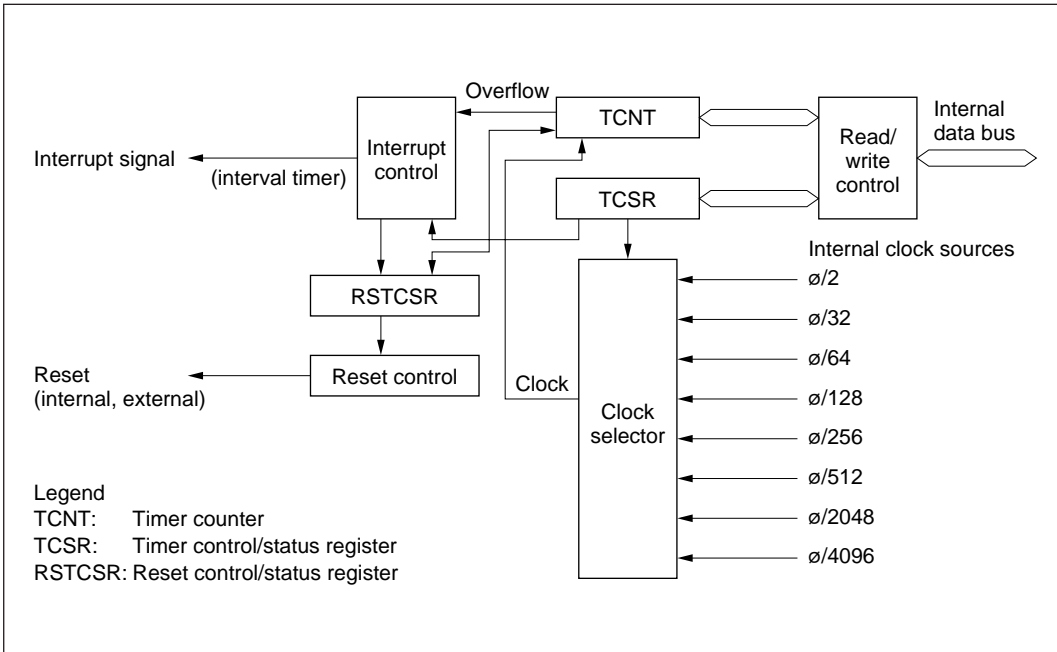 Overflow
TCNT
Interrupt control
Read/write control
Internal data bus
Interrupt signal
(interval timer)
TCSR
Internal clock sources
RSTCSR
ø/2
ø/32
ø/64
Reset
(internal, external)
Reset control
Clock
Clock selector
ø/128
ø/256
ø/512
ø/2048
ø/4096
Legend
TCNT: Timer counter
TCSR: Timer control/status register
RSTCSR: Reset control/status register